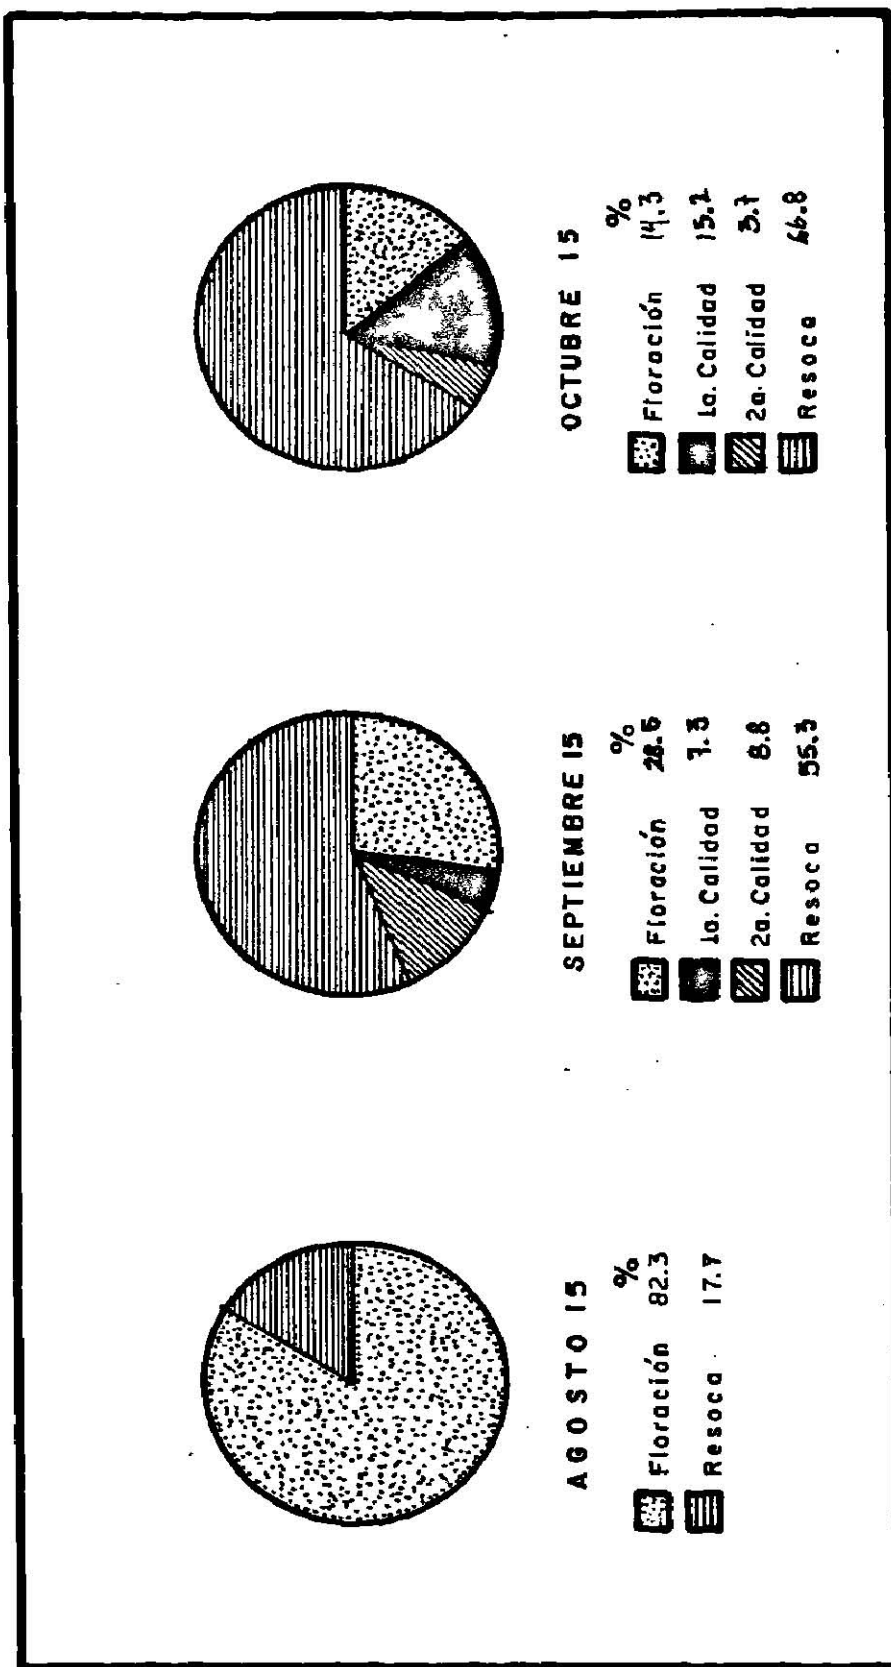 AGOSTO 15
%
Floración 82.3
Resoca 17.7
SEPTIEMBRE 15
%
Floración 28.6
1a. Calidad 7.3
2a. Calidad 8.8
Resoca 55.3
OCTUBRE 15
%
Floración 14.3
1a. Calidad 15.2
2a. Calidad 3.7
Resoca 66.8